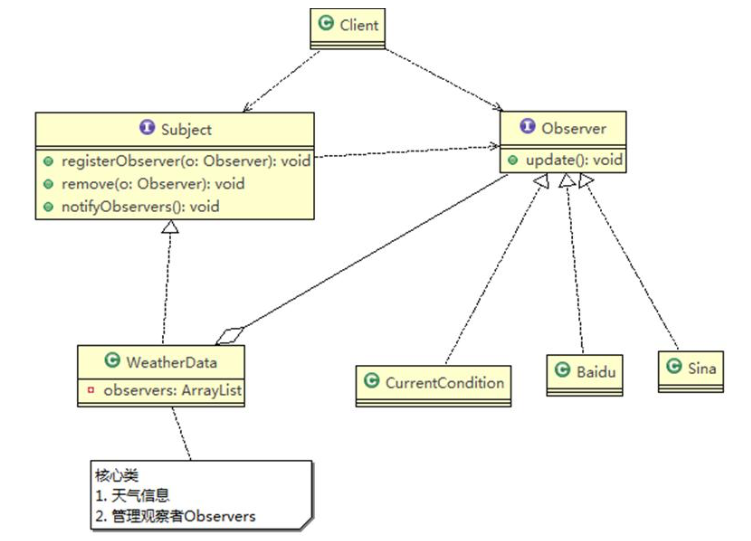 Client
Subject
registerObserver(o: Observer): void
remove(o: Observer): void
notifyObservers(): void
Observer
update(): void
WeatherData
observers: ArrayList
CurrentCondition
Baidu
Sina
核心类
1. 天气信息
2. 管理观察者Observers